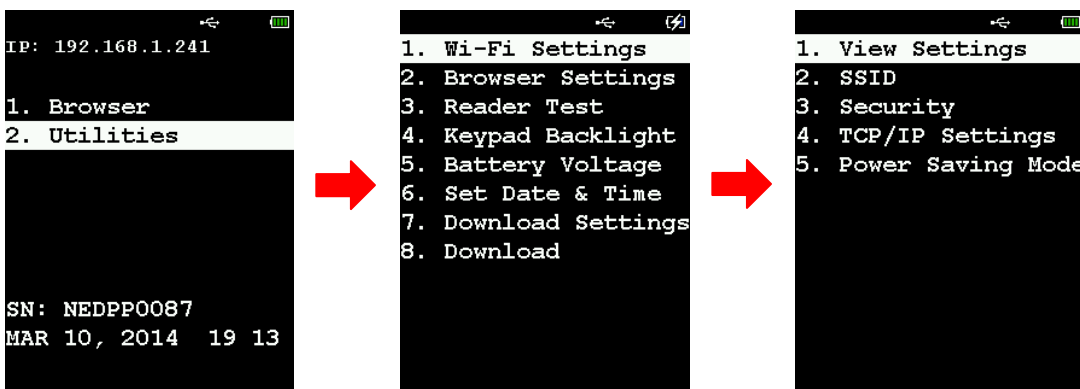 IP: 192.168.1.241
1. Browser
2. Utilities
SN: NEDPP0087
MAR 10, 2014 19 13
1. Wi-Fi Settings
2. Browser Settings
3. Reader Test
4. Keypad Backlight
5. Battery Voltage
6. Set Date & Time
7. Download Settings
8. Download
1. View Settings
2. SSID
3. Security
4. TCP/IP Settings
5. Power Saving Mode